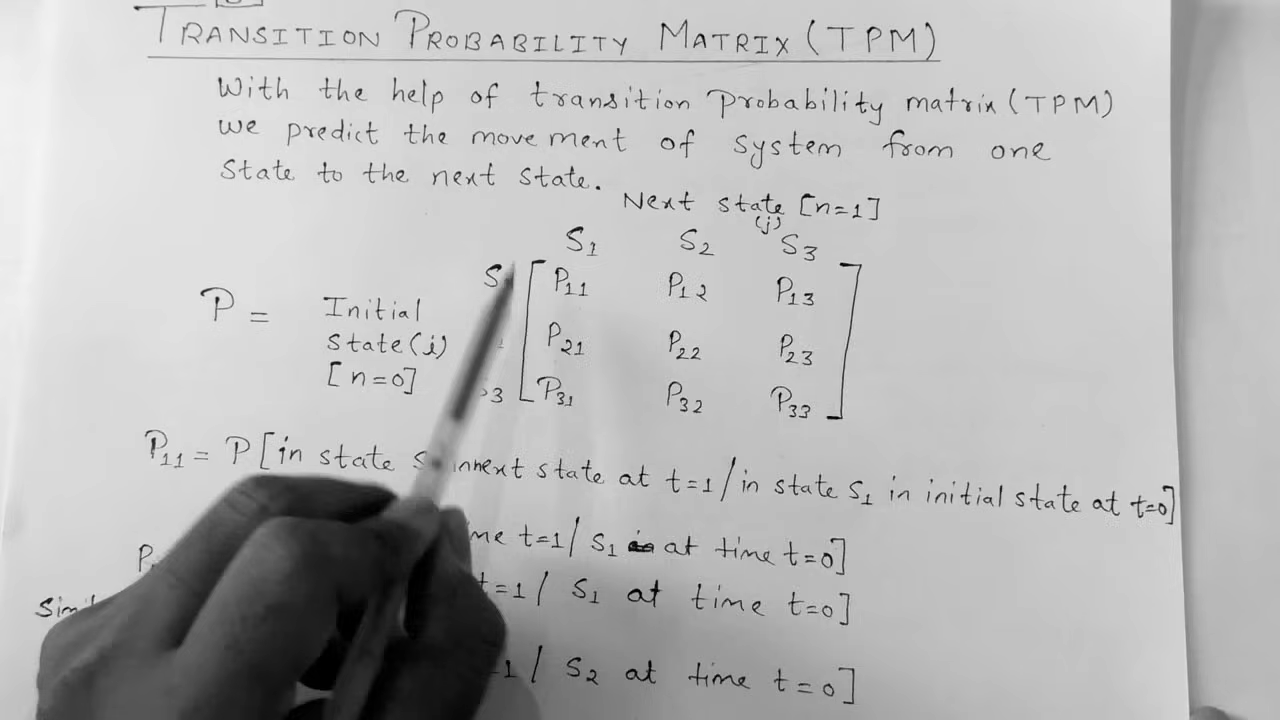 TRANSITION PROBABILITY MATRIX (TPM)
With the help of transition probability matrix (TPM)
we predict the movement of system from one
State to the next state.
Next state [n=1]
(j)
S1 S2 S3
P = Initial State (i) [n=0]
P11 P12 P13
P21 P22 P23
P31 P32 P33
P11 = P[in state next state at t=1/in state S1 in initial state at t=0]
t=1/ S1 at time t=0]
t=1/ S1 at time t=0]
/ S2 at time t=0]